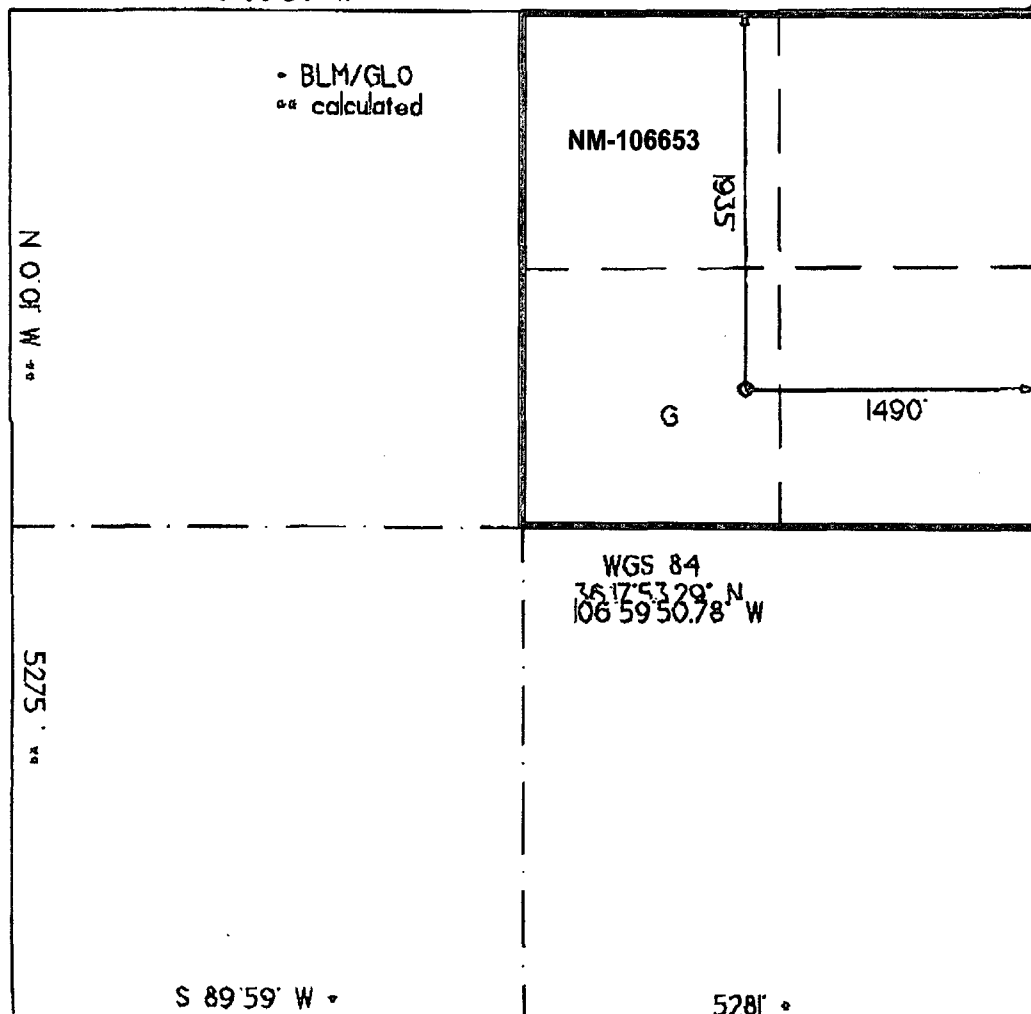 • BLM/GLO
** calculated
NM-106653
1935'
N 0°01' W **
G
1490'
WGS 84
36°17'53.29" N
106°59'50.78" W
5275' **
S 89°59' W •
5281' •